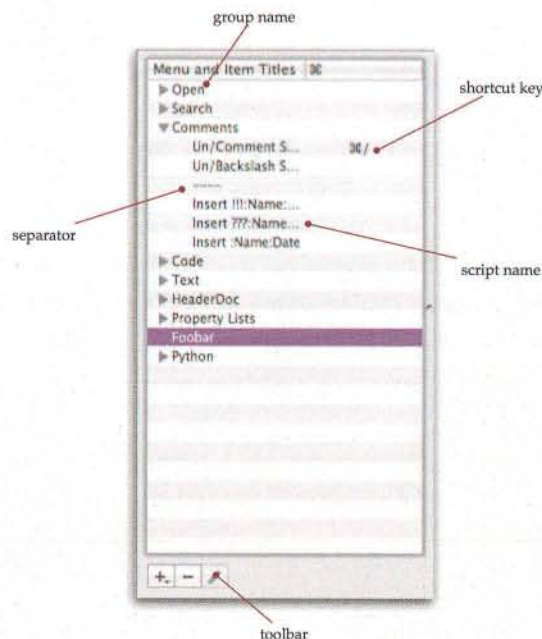 group name
Menu and Item Titles ⌘
Open
shortcut key
Search
Comments
Un/Comment S... ⌘/
Un/Backslash S...
-----
Insert !!!:Name:...
separator
Insert ???:Name...
Insert :Name:Date
script name
Code
Text
HeaderDoc
Property Lists
Foobar
Python
+ −
toolbar